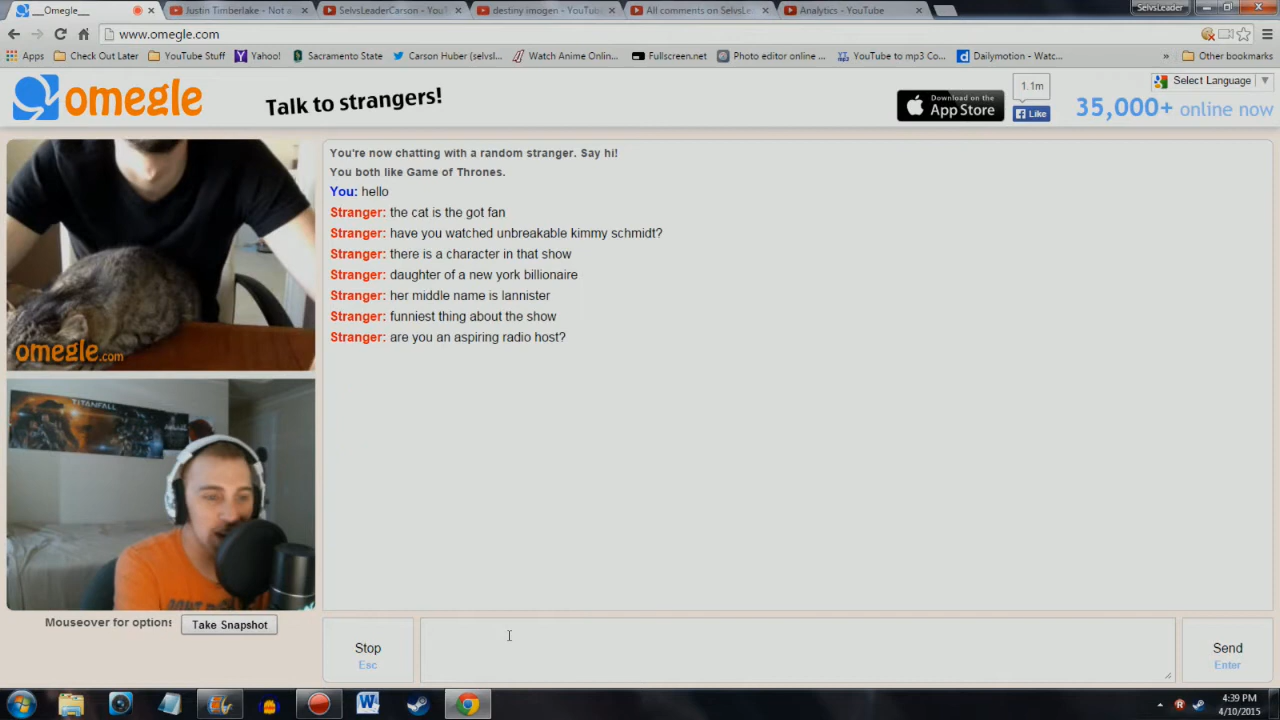 __Omegle__
Justin Timberlake - Not a
SelvsLeaderCarson - You
destiny imogen - YouTub
All comments on SelvsL
Analytics - YouTube
SelvsLeader
www.omegle.com
Apps
Check Out Later
YouTube Stuff
Yahoo!
Sacramento State
Carson Huber (selvsl...
Watch Anime Onlin...
Fullscreen.net
Photo editor online ...
YouTube to mp3 Co...
Dailymotion - Watc...
»
Other bookmarks
omegle
Talk to strangers!
Download on the
App Store
1.1m
Like
Select Language
35,000+ online now
You're now chatting with a random stranger. Say hi!
You both like Game of Thrones.
You: hello
Stranger: the cat is the got fan
Stranger: have you watched unbreakable kimmy schmidt?
Stranger: there is a character in that show
Stranger: daughter of a new york billionaire
Stranger: her middle name is lannister
Stranger: funniest thing about the show
Stranger: are you an aspiring radio host?
omegle.com
TITANFALL
Mouseover for options
Take Snapshot
Stop
Esc
Send
Enter
4:39 PM
4/10/2015